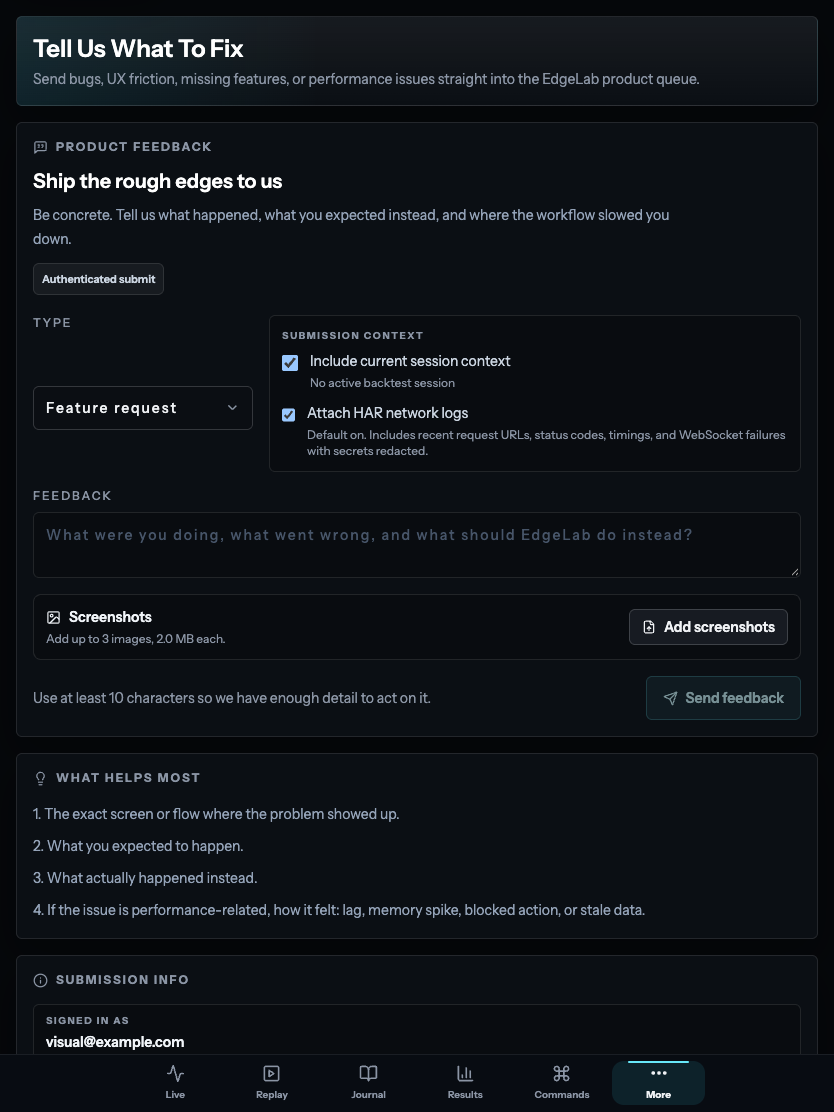 Tell Us What To Fix
Send bugs, UX friction, missing features, or performance issues straight into the EdgeLab product queue.
PRODUCT FEEDBACK
Ship the rough edges to us
Be concrete. Tell us what happened, what you expected instead, and where the workflow slowed you
down.
Authenticated submit
TYPE
Feature request
SUBMISSION CONTEXT
Include current session context
No active backtest session
Attach HAR network logs
Default on. Includes recent request URLs, status codes, timings, and WebSocket failures
with secrets redacted.
FEEDBACK
What were you doing, what went wrong, and what should EdgeLab do instead?
Screenshots
Add up to 3 images, 2.0 MB each.
Add screenshots
Use at least 10 characters so we have enough detail to act on it.
Send feedback
WHAT HELPS MOST
1. The exact screen or flow where the problem showed up.
2. What you expected to happen.
3. What actually happened instead.
4. If the issue is performance-related, how it felt: lag, memory spike, blocked action, or stale data.
SUBMISSION INFO
SIGNED IN AS
visual@example.com
Live
Replay
Journal
Results
Commands
More